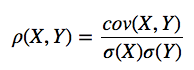 ρ(X, Y) = cov(X, Y) / σ(X)σ(Y)